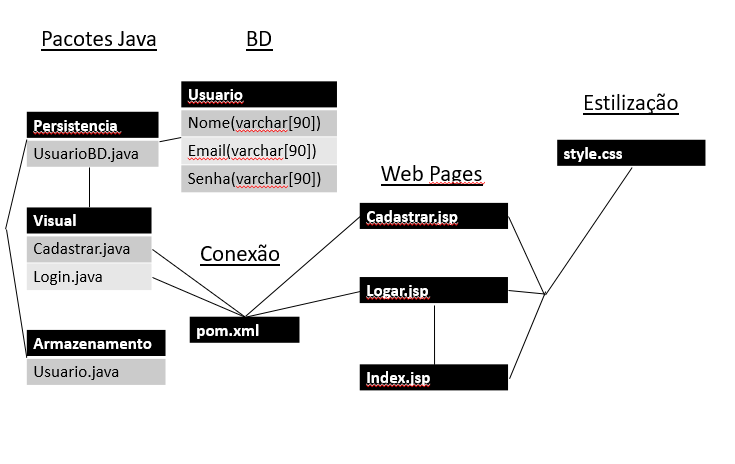 Pacotes Java
BD
Usuario
Nome(varchar[90])
Email(varchar[90])
Senha(varchar[90])
Persistencia
UsuarioBD.java
Visual
Cadastrar.java
Login.java
Armazenamento
Usuario.java
Conexão
pom.xml
Web Pages
Cadastrar.jsp
Logar.jsp
Index.jsp
Estilização
style.css